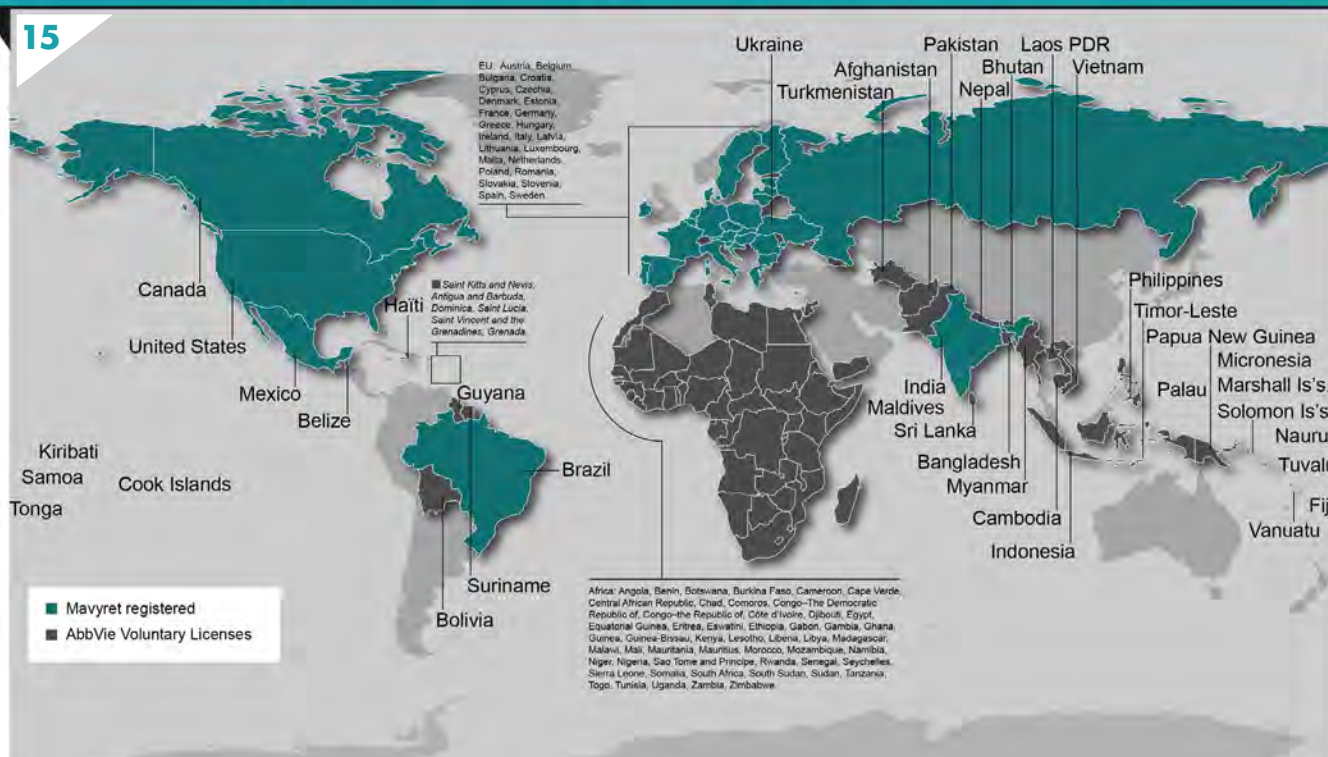 15
EU: Austria, Belgium,
Bulgaria, Croatia,
Cyprus, Czechia,
Denmark, Estonia,
France, Germany,
Greece, Hungary,
Ireland, Italy, Latvia,
Lithuania, Luxembourg,
Malta, Netherlands,
Poland, Romania,
Slovakia, Slovenia,
Spain, Sweden
Ukraine
Afghanistan
Turkmenistan
Pakistan
Laos PDR
Bhutan
Vietnam
Nepal
Canada
United States
Mexico
Belize
Haïti
Saint Kitts and Nevis,
Antigua and Barbuda,
Dominica, Saint Lucia,
Saint Vincent and the
Grenadines, Grenada.
Guyana
Brazil
Suriname
Bolivia
Kiribati
Samoa
Cook Islands
Tonga
India
Maldives
Sri Lanka
Bangladesh
Myanmar
Cambodia
Indonesia
Philippines
Timor-Leste
Papua New Guinea
Micronesia
Palau
Marshall Is's
Solomon Is's
Nauru
Tuvalu
Fij
Vanuatu
Mavyret registered
AbbVie Voluntary Licenses
Africa: Angola, Benin, Botswana, Burkina Faso, Cameroon, Cape Verde,
Central African Republic, Chad, Comoros, Congo–The Democratic
Republic of, Congo–the Republic of, Côte d'Ivoire, Djibouti, Egypt,
Equatorial Guinea, Eritrea, Eswatini, Ethiopia, Gabon, Gambia, Ghana,
Guinea, Guinea-Bissau, Kenya, Lesotho, Liberia, Libya, Madagascar,
Malawi, Mali, Mauritania, Mauritius, Morocco, Mozambique, Namibia,
Niger, Nigeria, Sao Tome and Principe, Rwanda, Senegal, Seychelles,
Sierra Leone, Somalia, South Africa, South Sudan, Sudan, Tanzania,
Togo, Tunisia, Uganda, Zambia, Zimbabwe